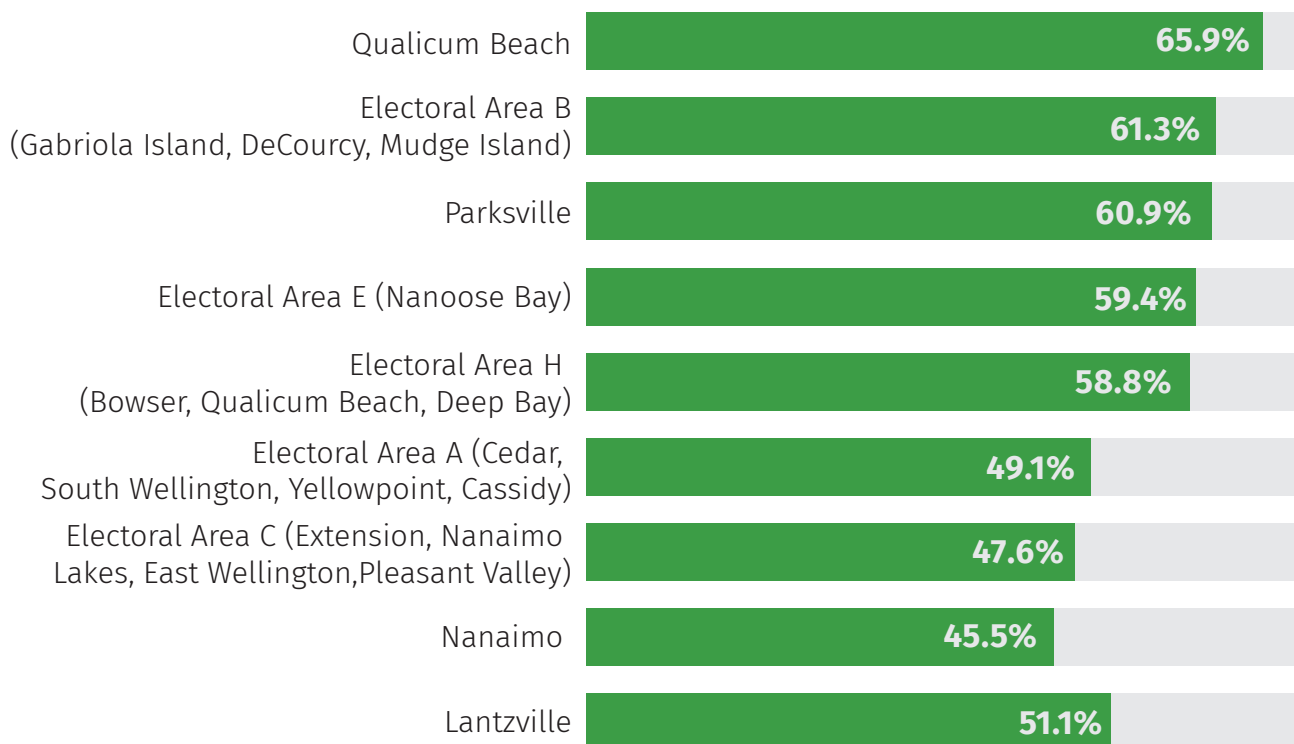 Qualicum Beach
65.9%
Electoral Area B
(Gabriola Island, DeCourcy, Mudge Island)
61.3%
Parksville
60.9%
Electoral Area E (Nanoose Bay)
59.4%
Electoral Area H
(Bowser, Qualicum Beach, Deep Bay)
58.8%
Electoral Area A (Cedar,
South Wellington, Yellowpoint, Cassidy)
49.1%
Electoral Area C (Extension, Nanaimo
Lakes, East Wellington,Pleasant Valley)
47.6%
Nanaimo
45.5%
Lantzville
51.1%